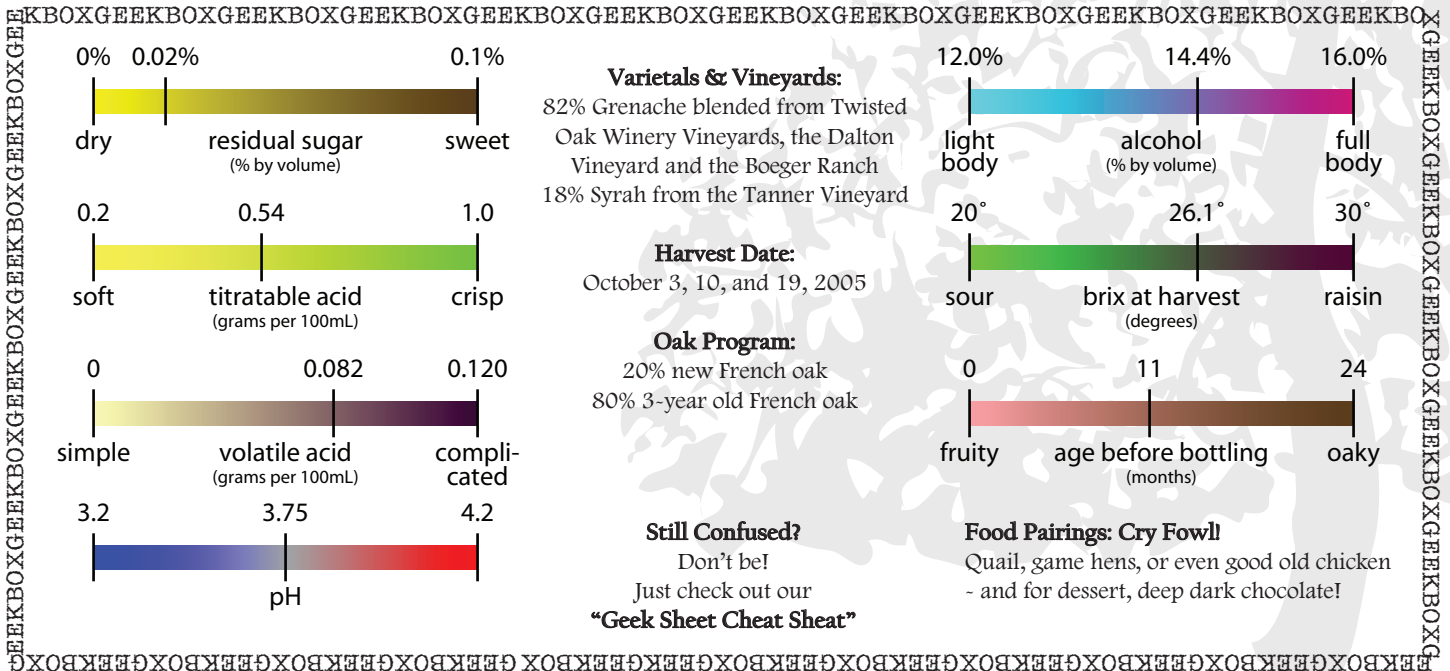 KBOXGEEKBOXGEEKBOXGEEKBOXGEEKBOXGEEKBOXGEEKBOXGEEKBOXGEEKBOXGEEKBOXGEEKBOXGEEKBO
XGEEKBOXGEEKBOXGEEKBOXGEEKBOXGEEKBOXG
0% 0.02% 0.1%
dry residual sugar sweet
(% by volume)
0.2 0.54 1.0
soft titratable acid crisp
(grams per 100mL)
0 0.082 0.120
simple volatile acid compli-
(grams per 100mL) cated
3.2 3.75 4.2
pH
Varietals & Vineyards:
82% Grenache blended from Twisted
Oak Winery Vineyards, the Dalton
Vineyard and the Boeger Ranch
18% Syrah from the Tanner Vineyard
Harvest Date:
October 3, 10, and 19, 2005
Oak Program:
20% new French oak
80% 3-year old French oak
Still Confused?
Don't be!
Just check out our
“Geek Sheet Cheat Sheat”
12.0% 14.4% 16.0%
light alcohol full
body (% by volume) body
20˚ 26.1˚ 30˚
sour brix at harvest raisin
(degrees)
0 11 24
fruity age before bottling oaky
(months)
Food Pairings: Cry Fowl!
Quail, game hens, or even good old chicken
- and for dessert, deep dark chocolate!
EEKBOXGEEKBOXGEEKBOXGEEKBOXGEEKBOXGEEKBOXGEEKBOXGEEKBOXGEEKBOXGEEKBOXGEEKBOXG
GEEKBOXGEEKBOXGEEKBOXGEEKBOXGEEKBOXGEE